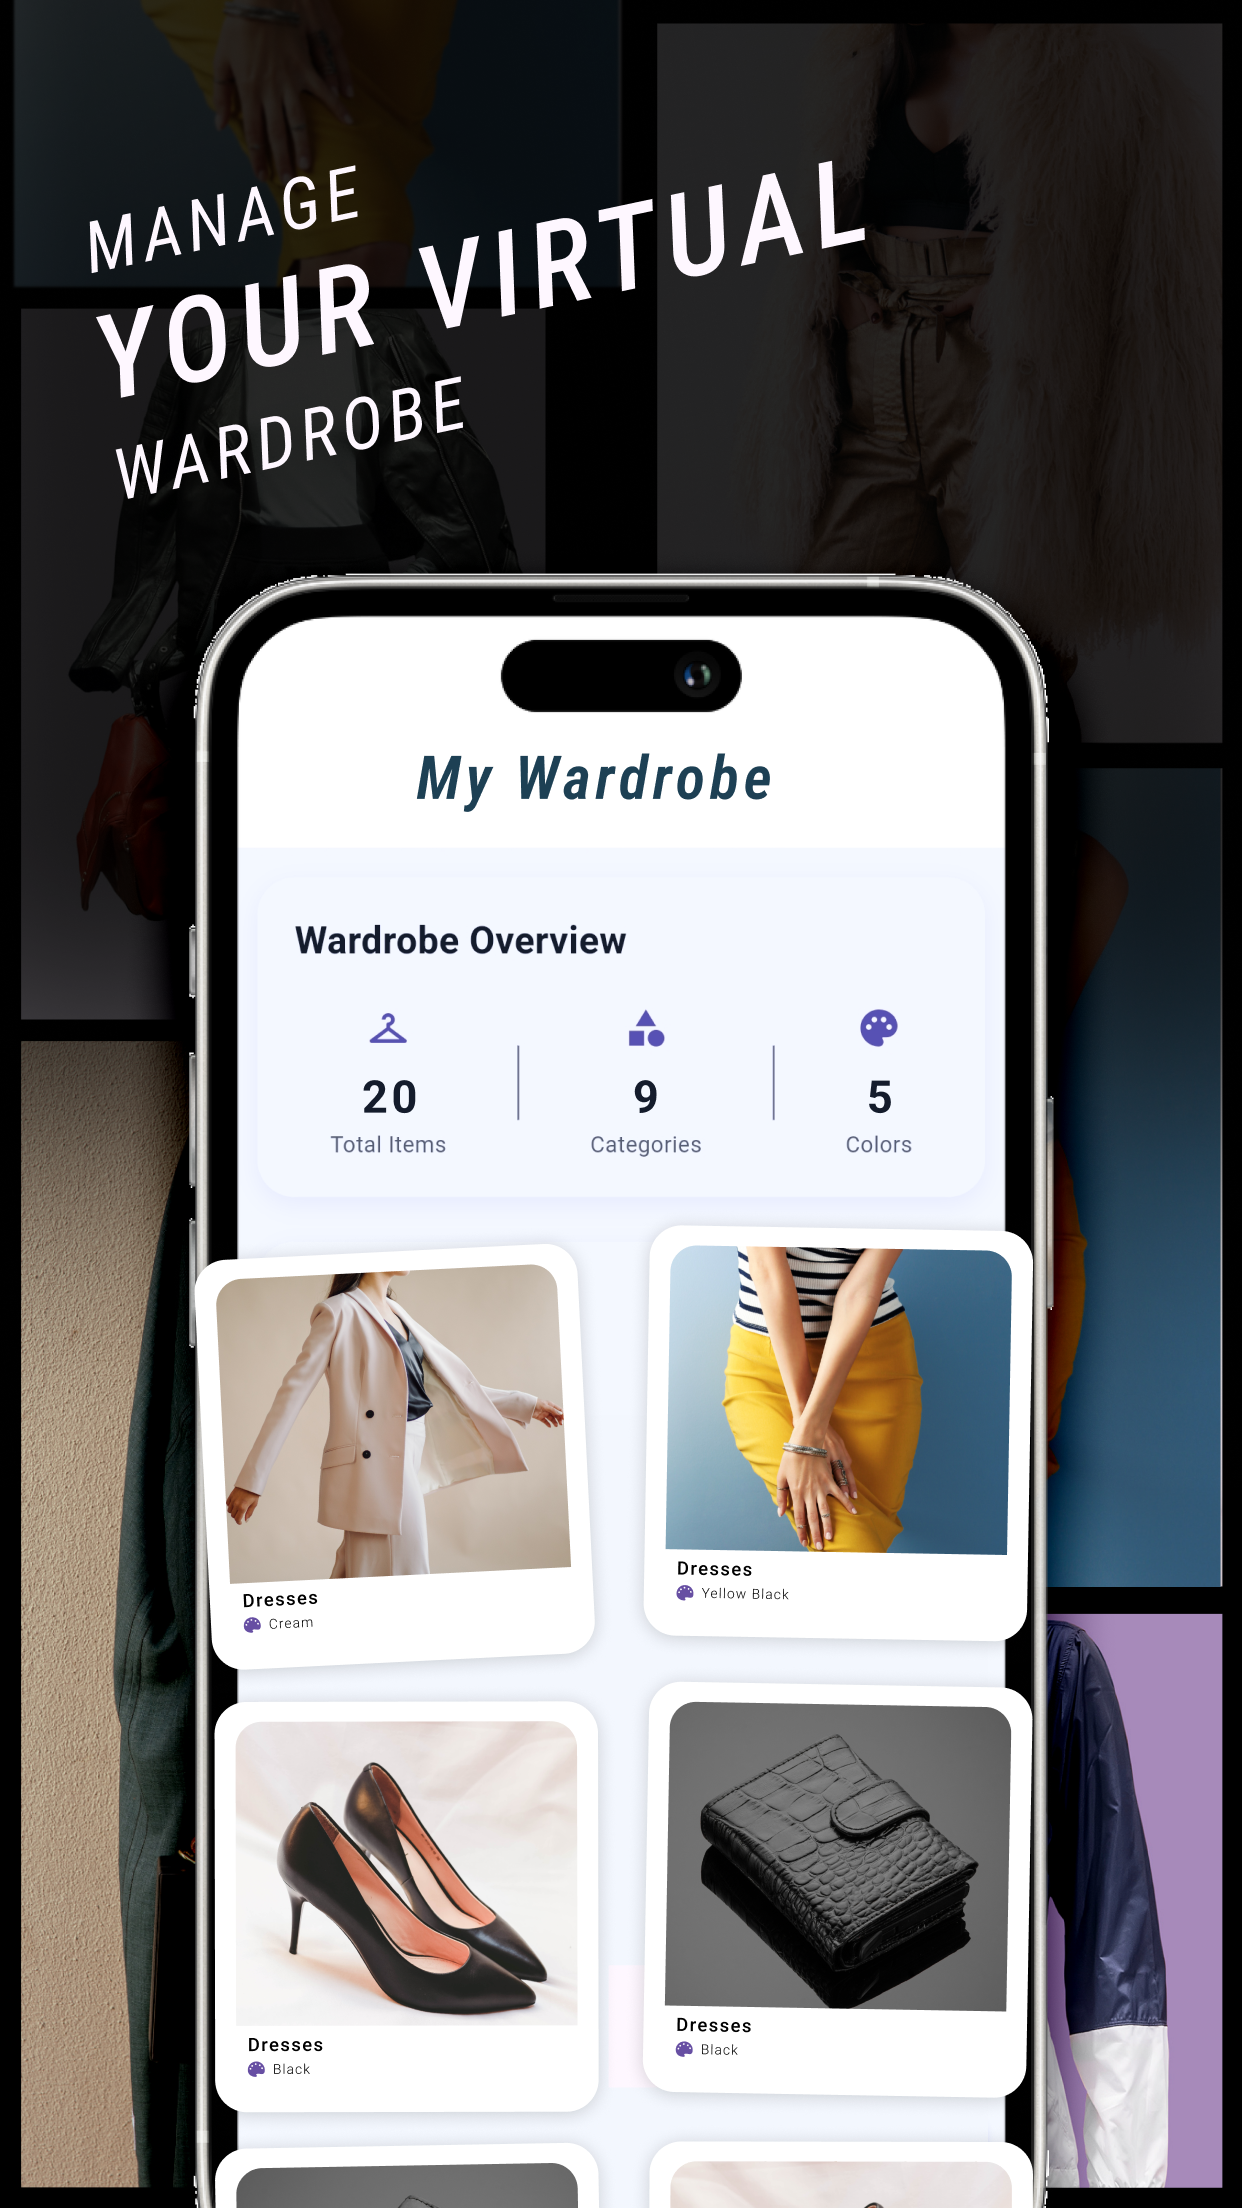 MANAGE
YOUR VIRTUAL
WARDROBE
My Wardrobe
Wardrobe Overview
20
9
5
Total Items
Categories
Colors
Dresses
Cream
Dresses
Yellow Black
Dresses
Black
Dresses
Black